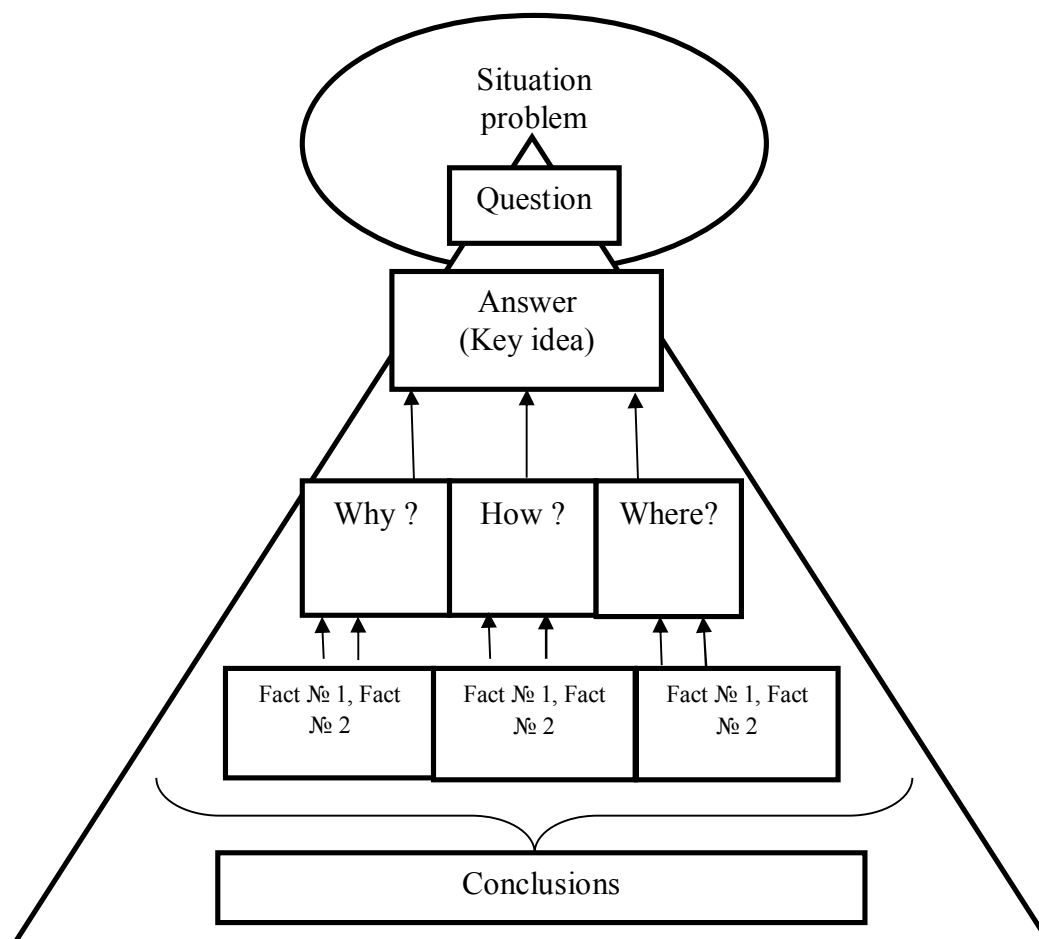 Situation
problem
Question
Answer
(Key idea)
Why ?
How ?
Where?
Fact № 1, Fact
№ 2
Fact № 1, Fact
№ 2
Fact № 1, Fact
№ 2
Conclusions